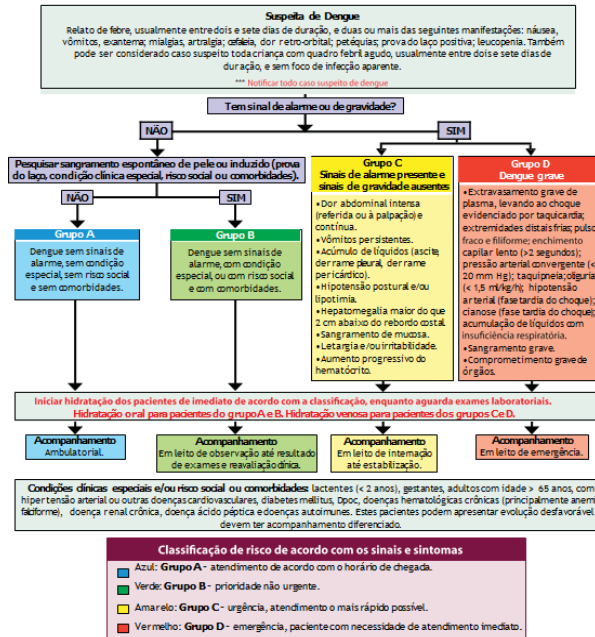 Suspeita de Dengue
Relato de febre, usualmente entre dois e sete dias de duração, e duas ou mais das seguintes manifestações: náusea,
vômitos, exantema; mialgias, artralgia; cefaleia, dor retro-orbital; petéquias; prova do laço positiva; leucopenia. Também
pode ser considerado caso suspeito toda criança com quadro febril agudo, usualmente entre dois e sete dias de
duração, e sem foco de infecção aparente.
*** Notificar todo caso suspeito de dengue
Tem sinal de alarme ou de gravidade?
NÃO
SIM
Pesquisar sangramento espontâneo de pele ou induzido (prova
do laço, condição clínica especial, risco social ou comorbidades).
NÃO
SIM
Grupo A
Dengue sem sinais de
alarme, sem condição
especial, sem risco social
e sem comorbidades.
Grupo B
Dengue sem sinais de
alarme, com condição
especial, ou com risco social
e com comorbidades.
Grupo C
Sinais de alarme presente e
sinais de gravidade ausentes
•Dor abdominal intensa
(referida ou à palpação) e
contínua.
•Vômitos persistentes.
•Acúmulo de líquidos (ascite,
derrame pleural, derrame
pericárdico).
•Hipotensão postural e/ou
lipotimia.
•Hepatomegalia maior do que
2 cm abaixo do rebordo costal.
•Sangramento de mucosa.
•Letargia e/ou irritabilidade.
•Aumento progressivo do
hematócrito.
Grupo D
Dengue grave
•Extravasamento grave de
plasma, levando ao choque
evidenciado por taquicardia;
extremidades distais frias; pulso
fraco e filiforme; enchimento
capilar lento (>2 segundos);
pressão arterial convergente (<
20 mm Hg); taquipneia; oliguria
(< 1,5 ml/kg/h); hipotensão
arterial (fase tardia do choque);
cianose (fase tardia do choque);
acumulação de líquidos com
insuficiência respiratória.
•Sangramento grave.
•Comprometimento grave de
órgãos.
Iniciar hidratação dos pacientes de imediato de acordo com a classificação, enquanto aguarda exames laboratoriais.
Hidratação oral para pacientes do grupo A e B. Hidratação venosa para pacientes dos grupos C e D.
Acompanhamento
Ambulatorial.
Acompanhamento
Em leito de observação até resultado
de exames e reavaliação clínica.
Acompanhamento
Em leito de internação
até estabilização.
Acompanhamento
Em leito de emergência.
Condições clínicas especiais e/ou risco social ou comorbidades: lactentes (< 2 anos), gestantes, adultos com idade > 65 anos, com
hipertensão arterial ou outras doenças cardiovasculares, diabetes mellitus, Dpoc, doenças hematológicas crônicas (principalmente anemia
falciforme), doença renal crônica, doença ácido péptica e doenças autoimunes. Estes pacientes podem apresentar evolução desfavorável
devem ter acompanhamento diferenciado.
Classificação de risco de acordo com os sinais e sintomas
Azul: Grupo A - atendimento de acordo com o horário de chegada.
Verde: Grupo B - prioridade não urgente.
Amarelo: Grupo C - urgência, atendimento o mais rápido possível.
Vermelho: Grupo D - emergência, paciente com necessidade de atendimento imediato.